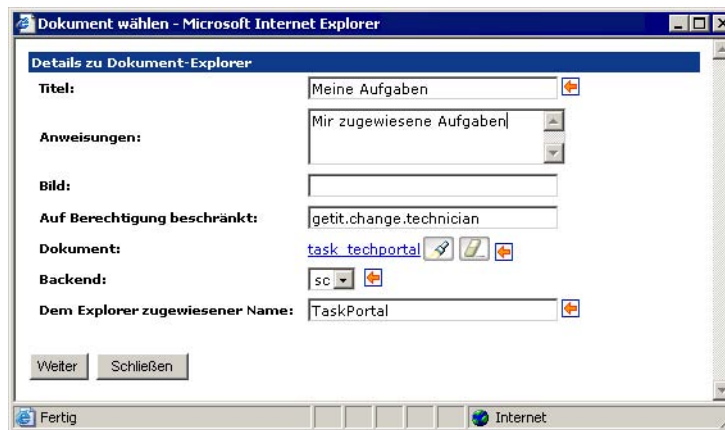 Dokument wählen - Microsoft Internet Explorer
Details zu Dokument-Explorer
Titel: Meine Aufgaben
Anweisungen: Mir zugewiesene Aufgaben
Bild:
Auf Berechtigung beschränkt: getit.change.technician
Dokument: task_techportal
Backend: sc
Dem Explorer zugewiesener Name: TaskPortal
Weiter Schließen
Fertig Internet